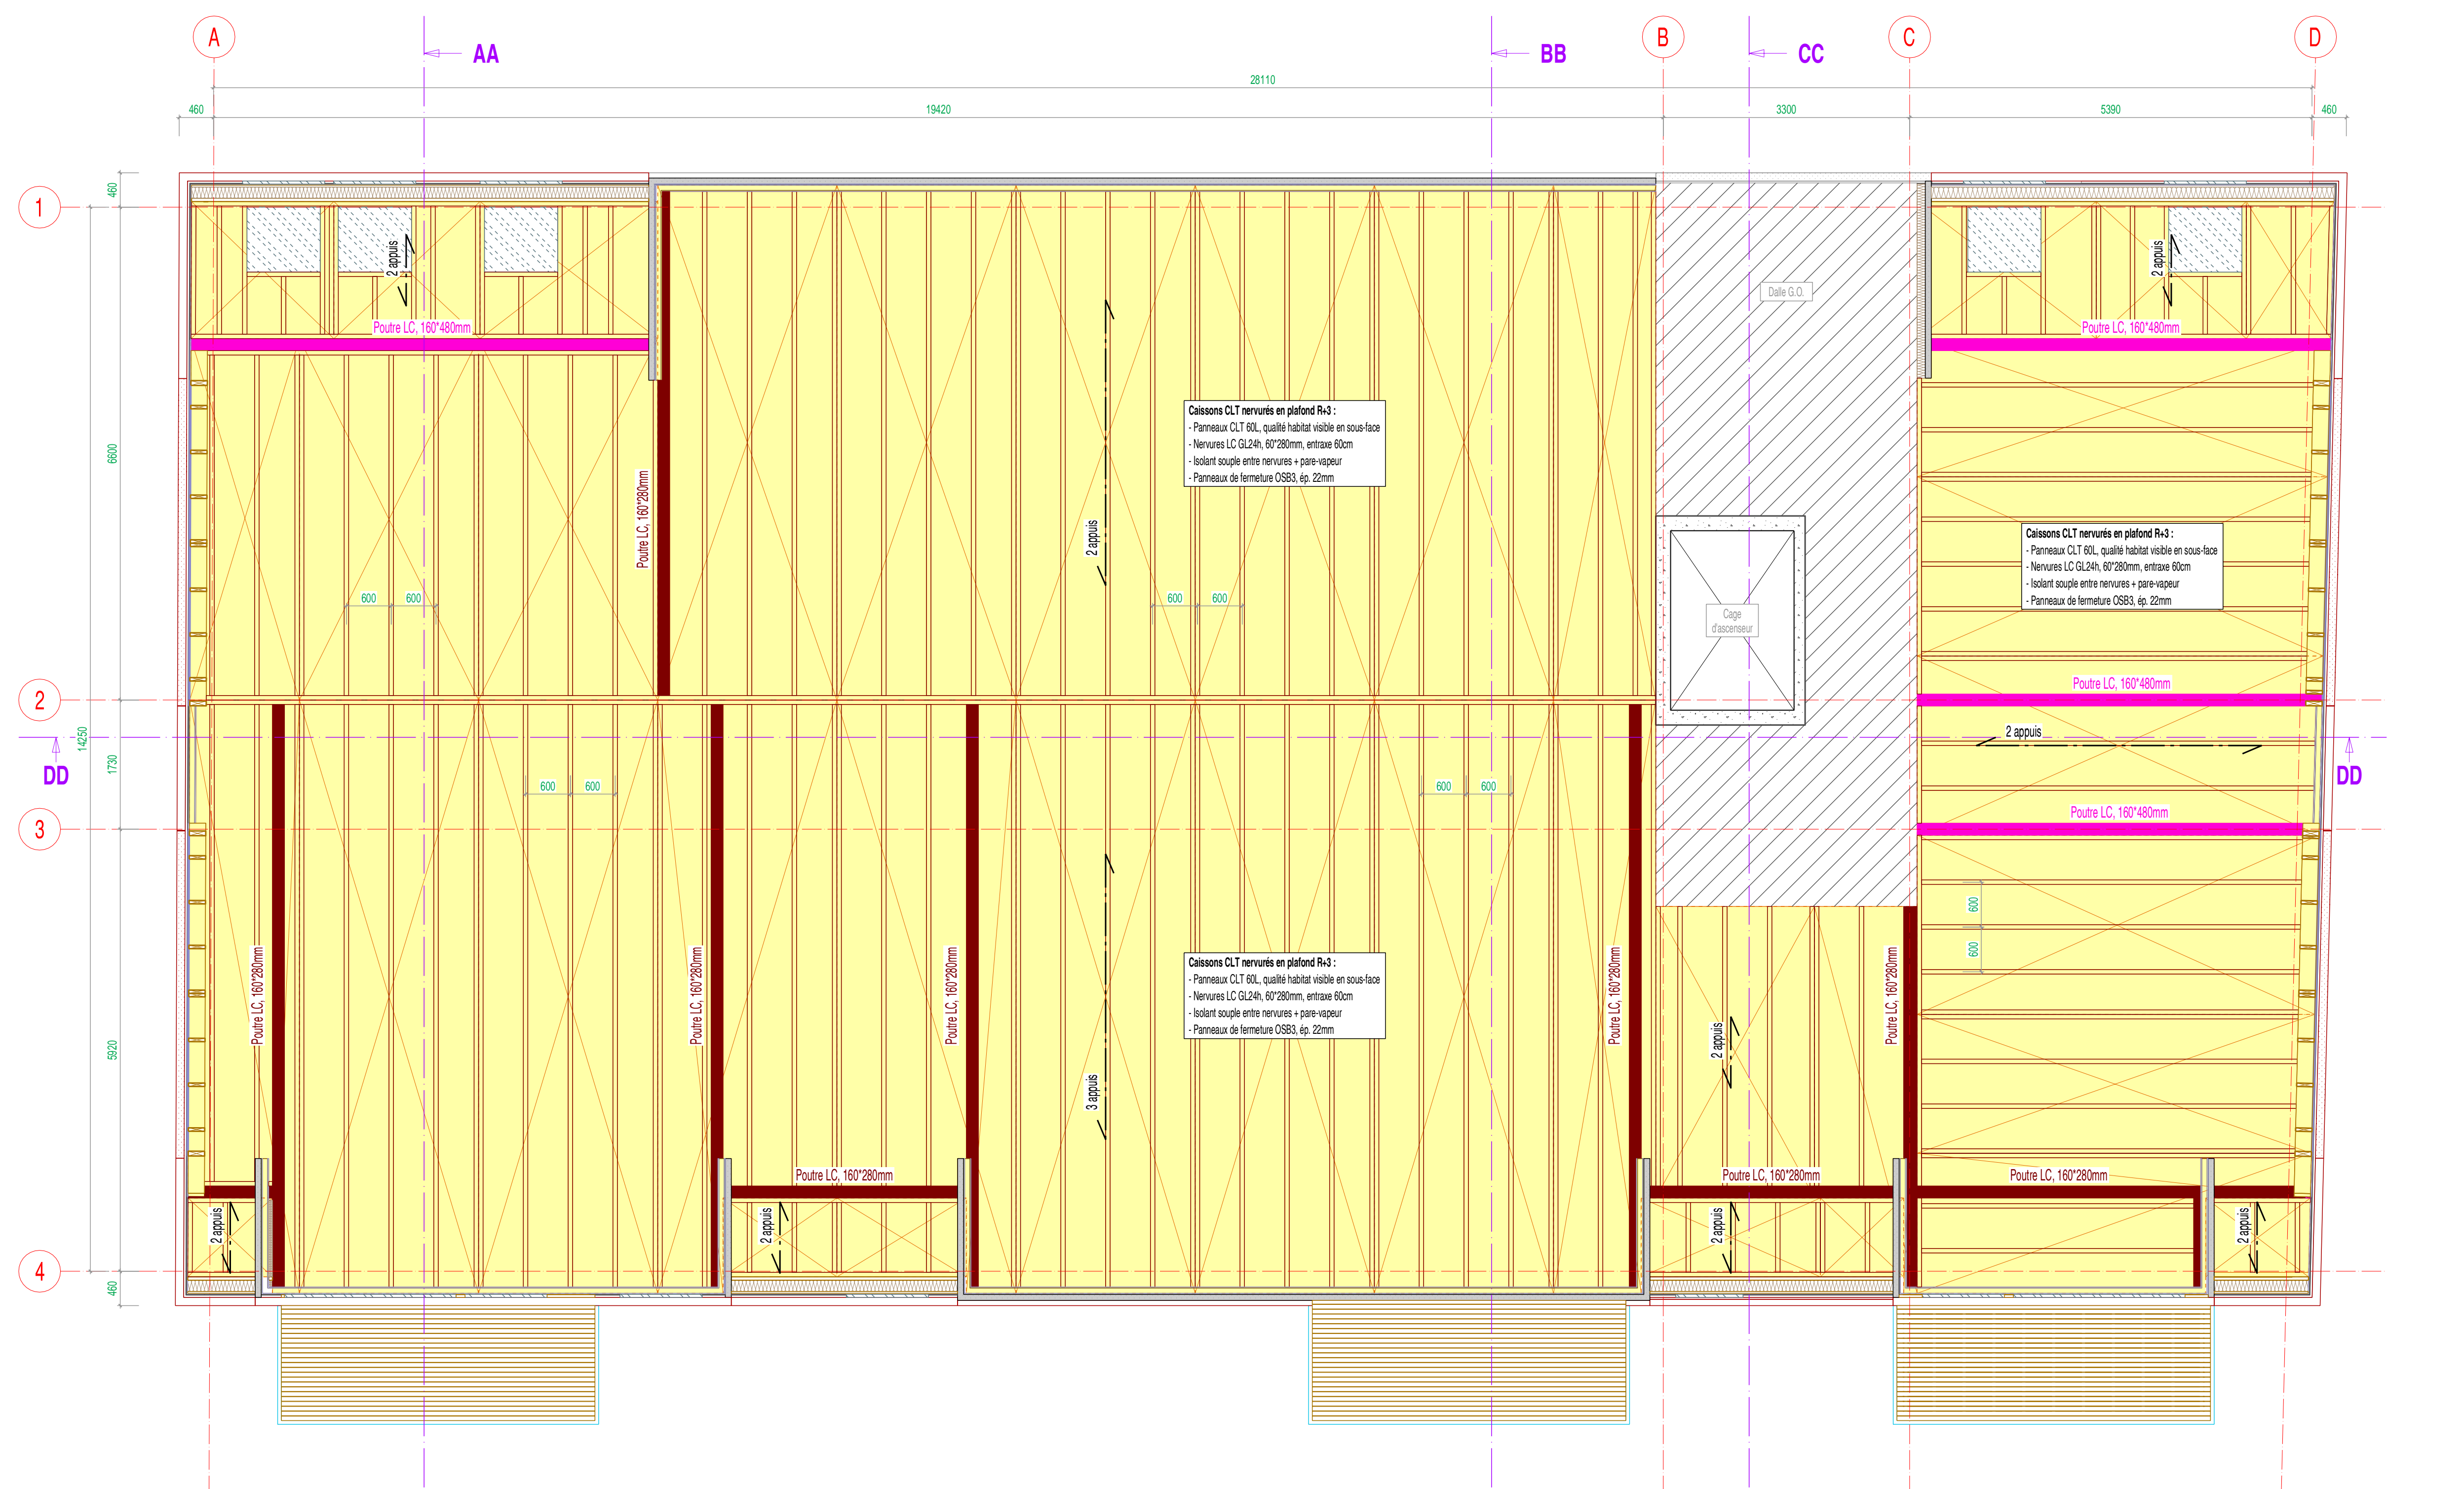 A
AA
BB
B
CC
C
D
28110
460
19420
3300
5390
460
460
1
2 appuis
2 appuis
Dalle G.O.
Poutre LC, 160*480mm
Poutre LC, 160*480mm
Caissons CLT nervurés en plafond R+3 :
- Panneaux CLT 60L, qualité habitat visible en sous-face
- Nervures LC GL24h, 60*280mm, entraxe 60cm
- Isolant souple entre nervures + pare-vapeur
- Panneaux de fermeture OSB3, ép. 22mm
6600
Poutre LC, 160*280mm
2 appuis
Caissons CLT nervurés en plafond R+3 :
- Panneaux CLT 60L, qualité habitat visible en sous-face
- Nervures LC GL24h, 60*280mm, entraxe 60cm
- Isolant souple entre nervures + pare-vapeur
- Panneaux de fermeture OSB3, ép. 22mm
600
600
600
600
Cage
d'ascenseur
Poutre LC, 160*480mm
2
14250
1730
2 appuis
DD
DD
600
600
600
600
Poutre LC, 160*480mm
3
600
600
Poutre LC, 160*280mm
Poutre LC, 160*280mm
Poutre LC, 160*280mm
Poutre LC, 160*280mm
Poutre LC, 160*280mm
Caissons CLT nervurés en plafond R+3 :
- Panneaux CLT 60L, qualité habitat visible en sous-face
- Nervures LC GL24h, 60*280mm, entraxe 60cm
- Isolant souple entre nervures + pare-vapeur
- Panneaux de fermeture OSB3, ép. 22mm
5920
3 appuis
2 appuis
Poutre LC, 160*280mm
Poutre LC, 160*280mm
Poutre LC, 160*280mm
2 appuis
2 appuis
2 appuis
2 appuis
4
460